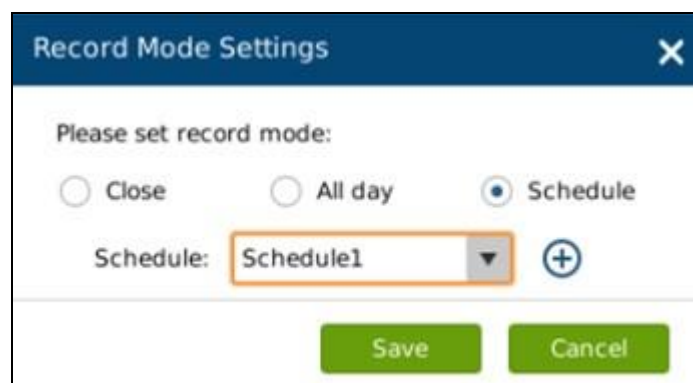 Record Mode Settings
Please set record mode:
Close All day Schedule
Schedule: Schedule1
Save Cancel